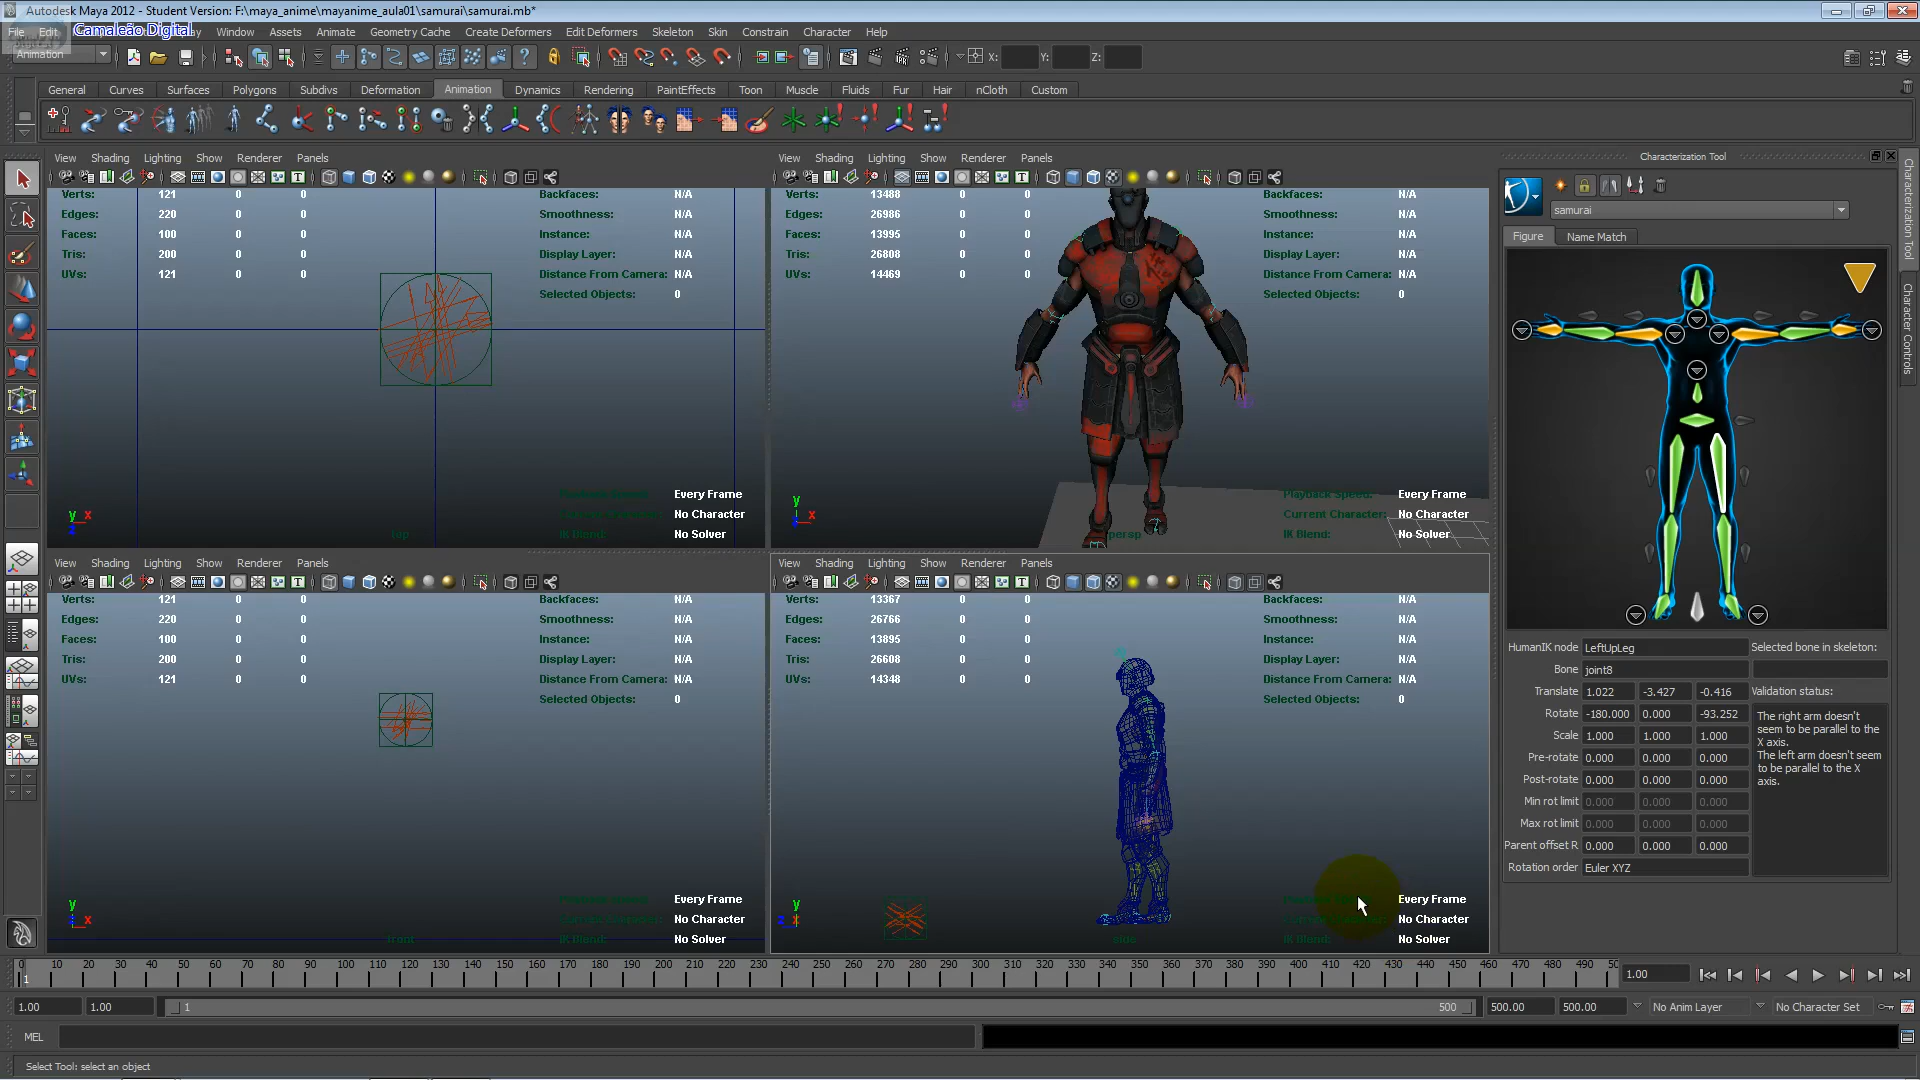 Autodesk Maya 2012 - Student Version: F:\maya_anime\mayanime_aula01\samurai\samurai.mb*
File Edit Camaleão Digital Window Assets Animate Geometry Cache Create Deformers Edit Deformers Skeleton Skin Constrain Character Help
Animation X: Y: Z:
General Curves Surfaces Polygons Subdivs Deformation Animation Dynamics Rendering PaintEffects Toon Muscle Fluids Fur Hair nCloth Custom
View Shading Lighting Show Renderer Panels
Verts: 121 0 0 Backfaces: N/A
Edges: 220 0 0 Smoothness: N/A
Faces: 100 0 0 Instance: N/A
Tris: 200 0 0 Display Layer: N/A
UVs: 121 0 0 Distance From Camera: N/A
Selected Objects: 0
Every Frame
No Character
top IK Blend: No Solver
y x
z
View Shading Lighting Show Renderer Panels
Verts: 13488 0 0 Backfaces: N/A
Edges: 26986 0 0 Smoothness: N/A
Faces: 13995 0 0 Instance: N/A
Tris: 26808 0 0 Display Layer: N/A
UVs: 14469 0 0 Distance From Camera: N/A
Selected Objects: 0
Playback Speed: Every Frame
Current Character: No Character
persp IK Blend: No Solver
y
x
View Shading Lighting Show Renderer Panels
Verts: 121 0 0 Backfaces: N/A
Edges: 220 0 0 Smoothness: N/A
Faces: 100 0 0 Instance: N/A
Tris: 200 0 0 Display Layer: N/A
UVs: 121 0 0 Distance From Camera: N/A
Selected Objects: 0
Every Frame
No Character
front IK Blend: No Solver
y
x
View Shading Lighting Show Renderer Panels
Verts: 13367 0 0 Backfaces: N/A
Edges: 26766 0 0 Smoothness: N/A
Faces: 13895 0 0 Instance: N/A
Tris: 26608 0 0 Display Layer: N/A
UVs: 14348 0 0 Distance From Camera: N/A
Selected Objects: 0
Every Frame
No Character
side IK Blend: No Solver
y
z
Characterization Tool
samurai
Figure Name Match
HumanIK node LeftUpLeg Selected bone in skeleton:
Bone joint8
Translate 1.022 -3.427 -0.416 Validation status:
Rotate -180.000 0.000 -93.252
Scale 1.000 1.000 1.000
Pre-rotate 0.000 0.000 0.000
Post-rotate 0.000 0.000 0.000
Min rot limit 0.000 0.000 0.000
Max rot limit 0.000 0.000 0.000
Parent offset R 0.000 0.000 0.000
Rotation order Euler XYZ
The right arm doesn't
seem to be parallel to the
X axis.
The left arm doesn't seem
to be parallel to the X
axis.
Characterization Tool
Character Controls
0 10 20 30 40 50 60 70 80 90 100 110 120 130 140 150 160 170 180 190 200 210 220 230 240 250 260 270 280 290 300 310 320 330 340 350 360 370 380 390 400 410 420 430 440 450 460 470 480 490 50
1 1.00
1.00 1.00 1 500 500.00 500.00 No Anim Layer No Character Set
MEL
Select Tool: select an object